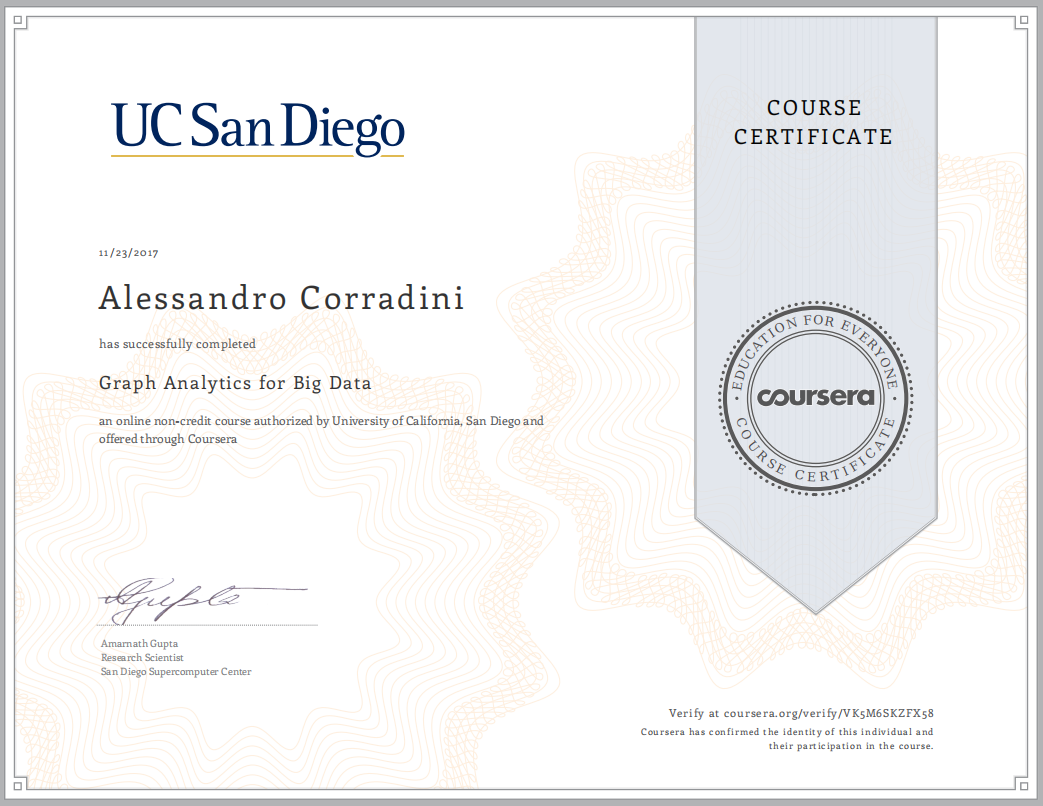 UC San Diego
COURSE
CERTIFICATE
11/23/2017
Alessandro Corradini
has successfully completed
Graph Analytics for Big Data
an online non-credit course authorized by University of California, San Diego and
offered through Coursera
EDUCATION FOR EVERYONE
coursera
COURSE CERTIFICATE
Amarnath Gupta
Research Scientist
San Diego Supercomputer Center
Verify at coursera.org/verify/VK5M6SKZFX58
Coursera has confirmed the identity of this individual and
their participation in the course.